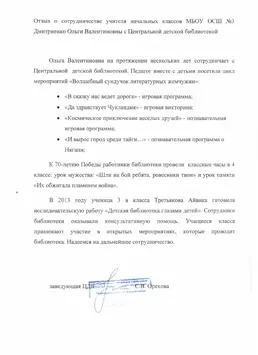 Отзыв о сотрудничестве учителя начальных классов МБОУ ОСШ №3
Дмитриенко Ольги Валентиновны с Центральной детской библиотекой
Ольга Валентиновна на протяжении нескольких лет сотрудничает с
Центральной детской библиотекой. Педагог вместе с детьми посетили цикл
мероприятий «Волшебный сундучок литературных жемчужин»:
«В сказку нас ведет дорога» - игровая программа;
«Да здравствует Чукландия» - игровая викторина;
«Космическое приключение веселых друзей» - познавательная
игровая программа;
«И вырос город среди тайги…» - познавательная программа о
Нягани;
К 70-летию Победы работники библиотеки провели классные часы в 4
классе: урок мужества: «Шли на бой ребята, ровесники твои» и урок памяти
«Их обжигала пламенем война».
В 2013 году ученица 3 в класса Третьякова готовила
исследовательскую работу «Детская библиотека глазами детей». Сотрудники
библиотеки оказывали консультативную помощь. Учащиеся класса
принимают участие в открытых мероприятиях, которые проводит
библиотека. Надеемся на дальнейшее сотрудничество.
заведующая ЦДБ С.В. Орехова